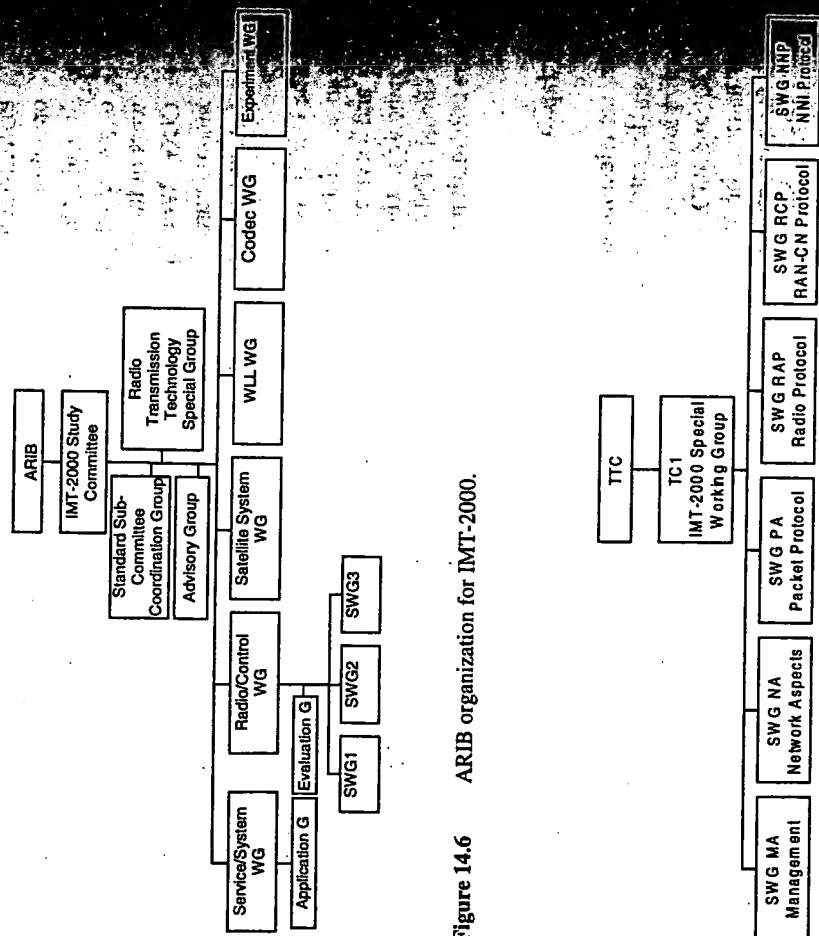 ARIB
IMT-2000 Study
Committee
Standard Sub-
Committee
Coordination Group
Radio
Transmission
Technology
Special Group
Advisory Group
Service/System
WG
Radio/Control
WG
Satellite System
WG
WLL WG
Codec WG
Experiment WG
Application G
Evaluation G
SWG1
SWG2
SWG3
Figure 14.6 ARIB organization for IMT-2000.
TTC
TC1
IMT-2000 Special
Working Group
SWG MA
Management
SWG NA
Network Aspects
SWG PA
Packet Protocol
SWG RAP
Radio Protocol
SWG RCP
RAN-CN Protocol
SWG NNP
NNI Protocol